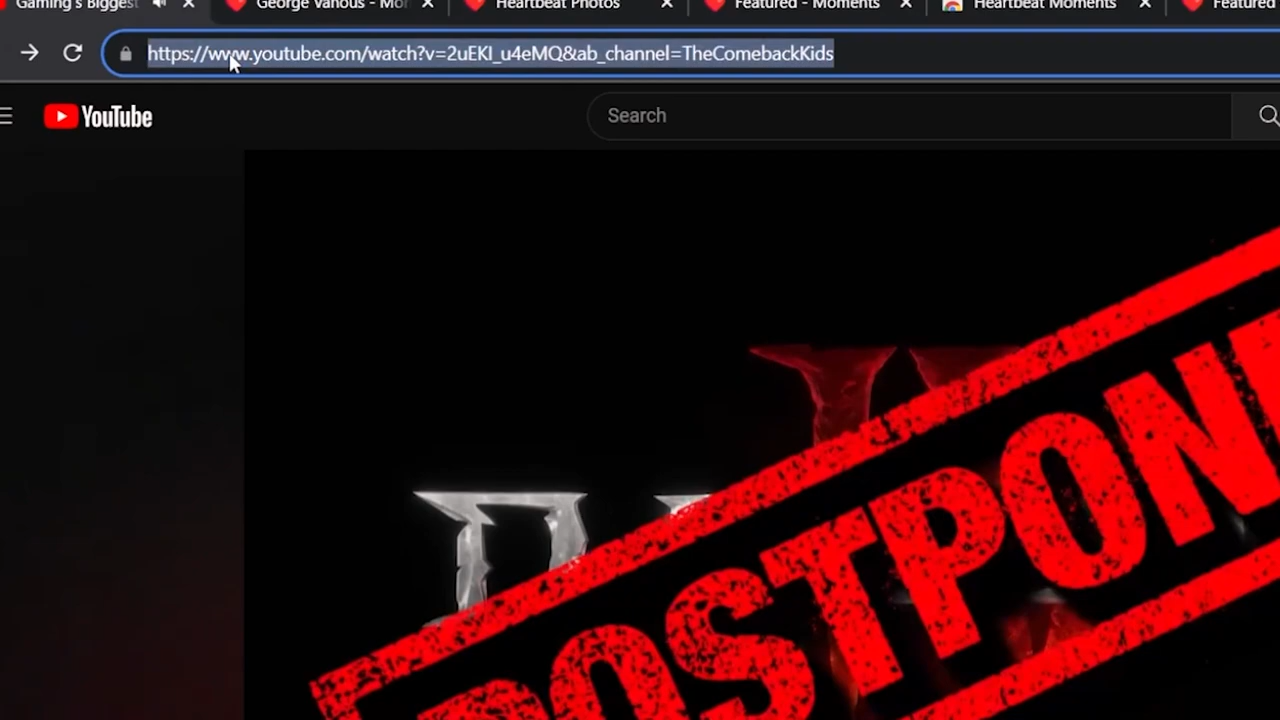 Gaming's Biggest
George Vanous - Mo
Heartbeat Photos
Featured - Moments
Heartbeat Moments
Featured
https://www.youtube.com/watch?v=2uEKI_u4eMQ&ab_channel=TheComebackKids
YouTube
Search
POSTPON